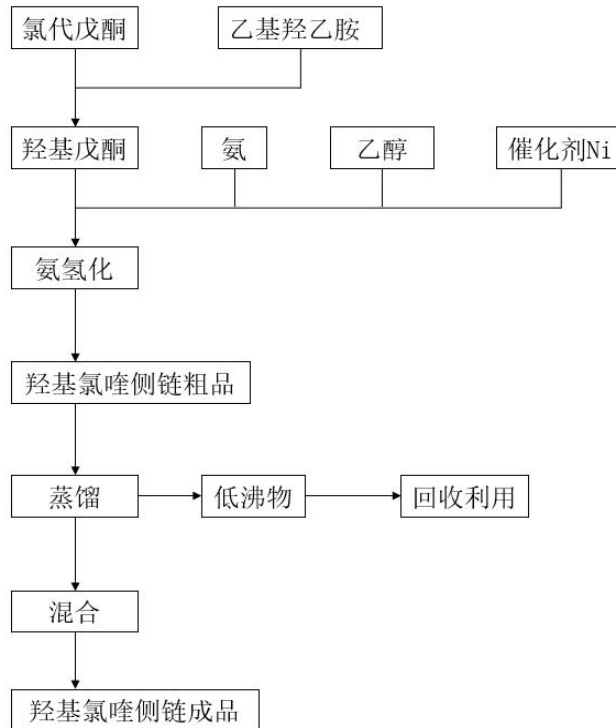 氯代戊酮
乙基羟乙胺
羟基戊酮
氨
乙醇
催化剂Ni
氨氢化
羟基氯喹侧链粗品
蒸馏
低沸物
回收利用
混合
羟基氯喹侧链成品